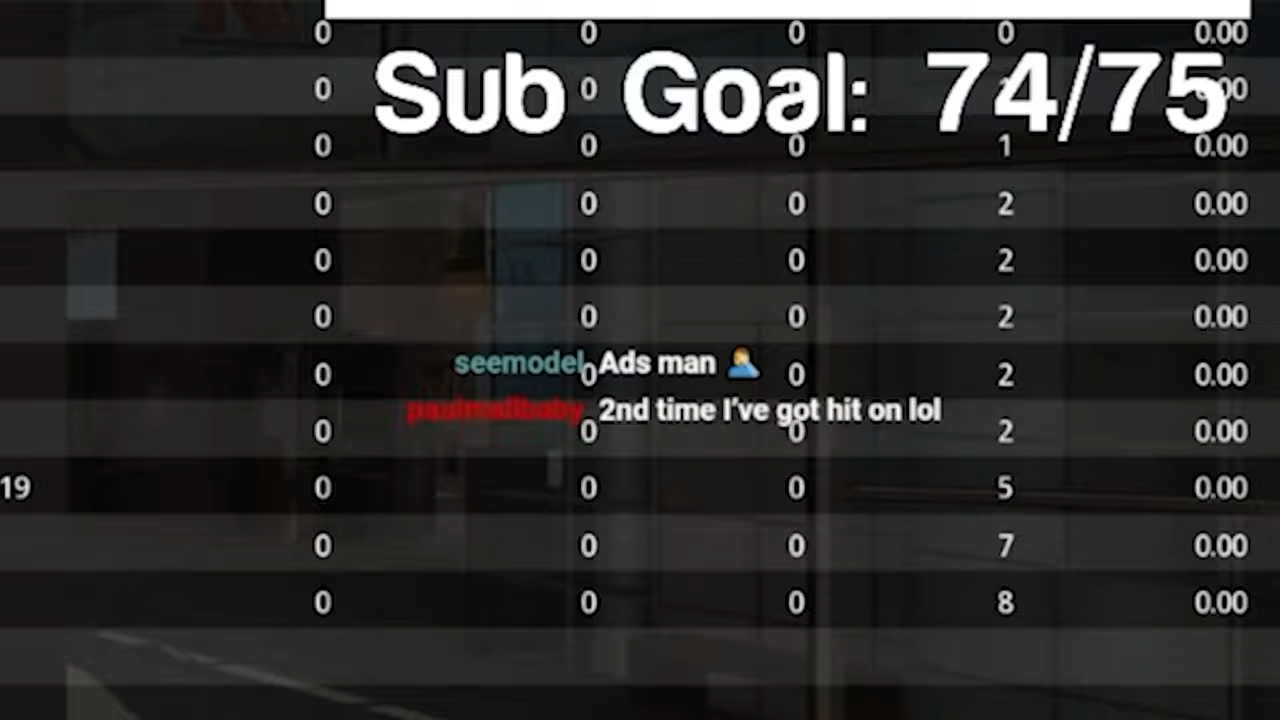 0 0 0 0 0.00
Sub Goal: 74/75
0 0
0 0 0 1 0.00
0 0 0 2 0.00
0 0 0 2 0.00
0 0 0 2 0.00
seemodel Ads man 🤦‍♂️
0 0 0 2 0.00
2nd time I've got hit on lol
0 0 0 2 0.00
19 0 0 0 5 0.00
0 0 0 7 0.00
0 0 0 8 0.00